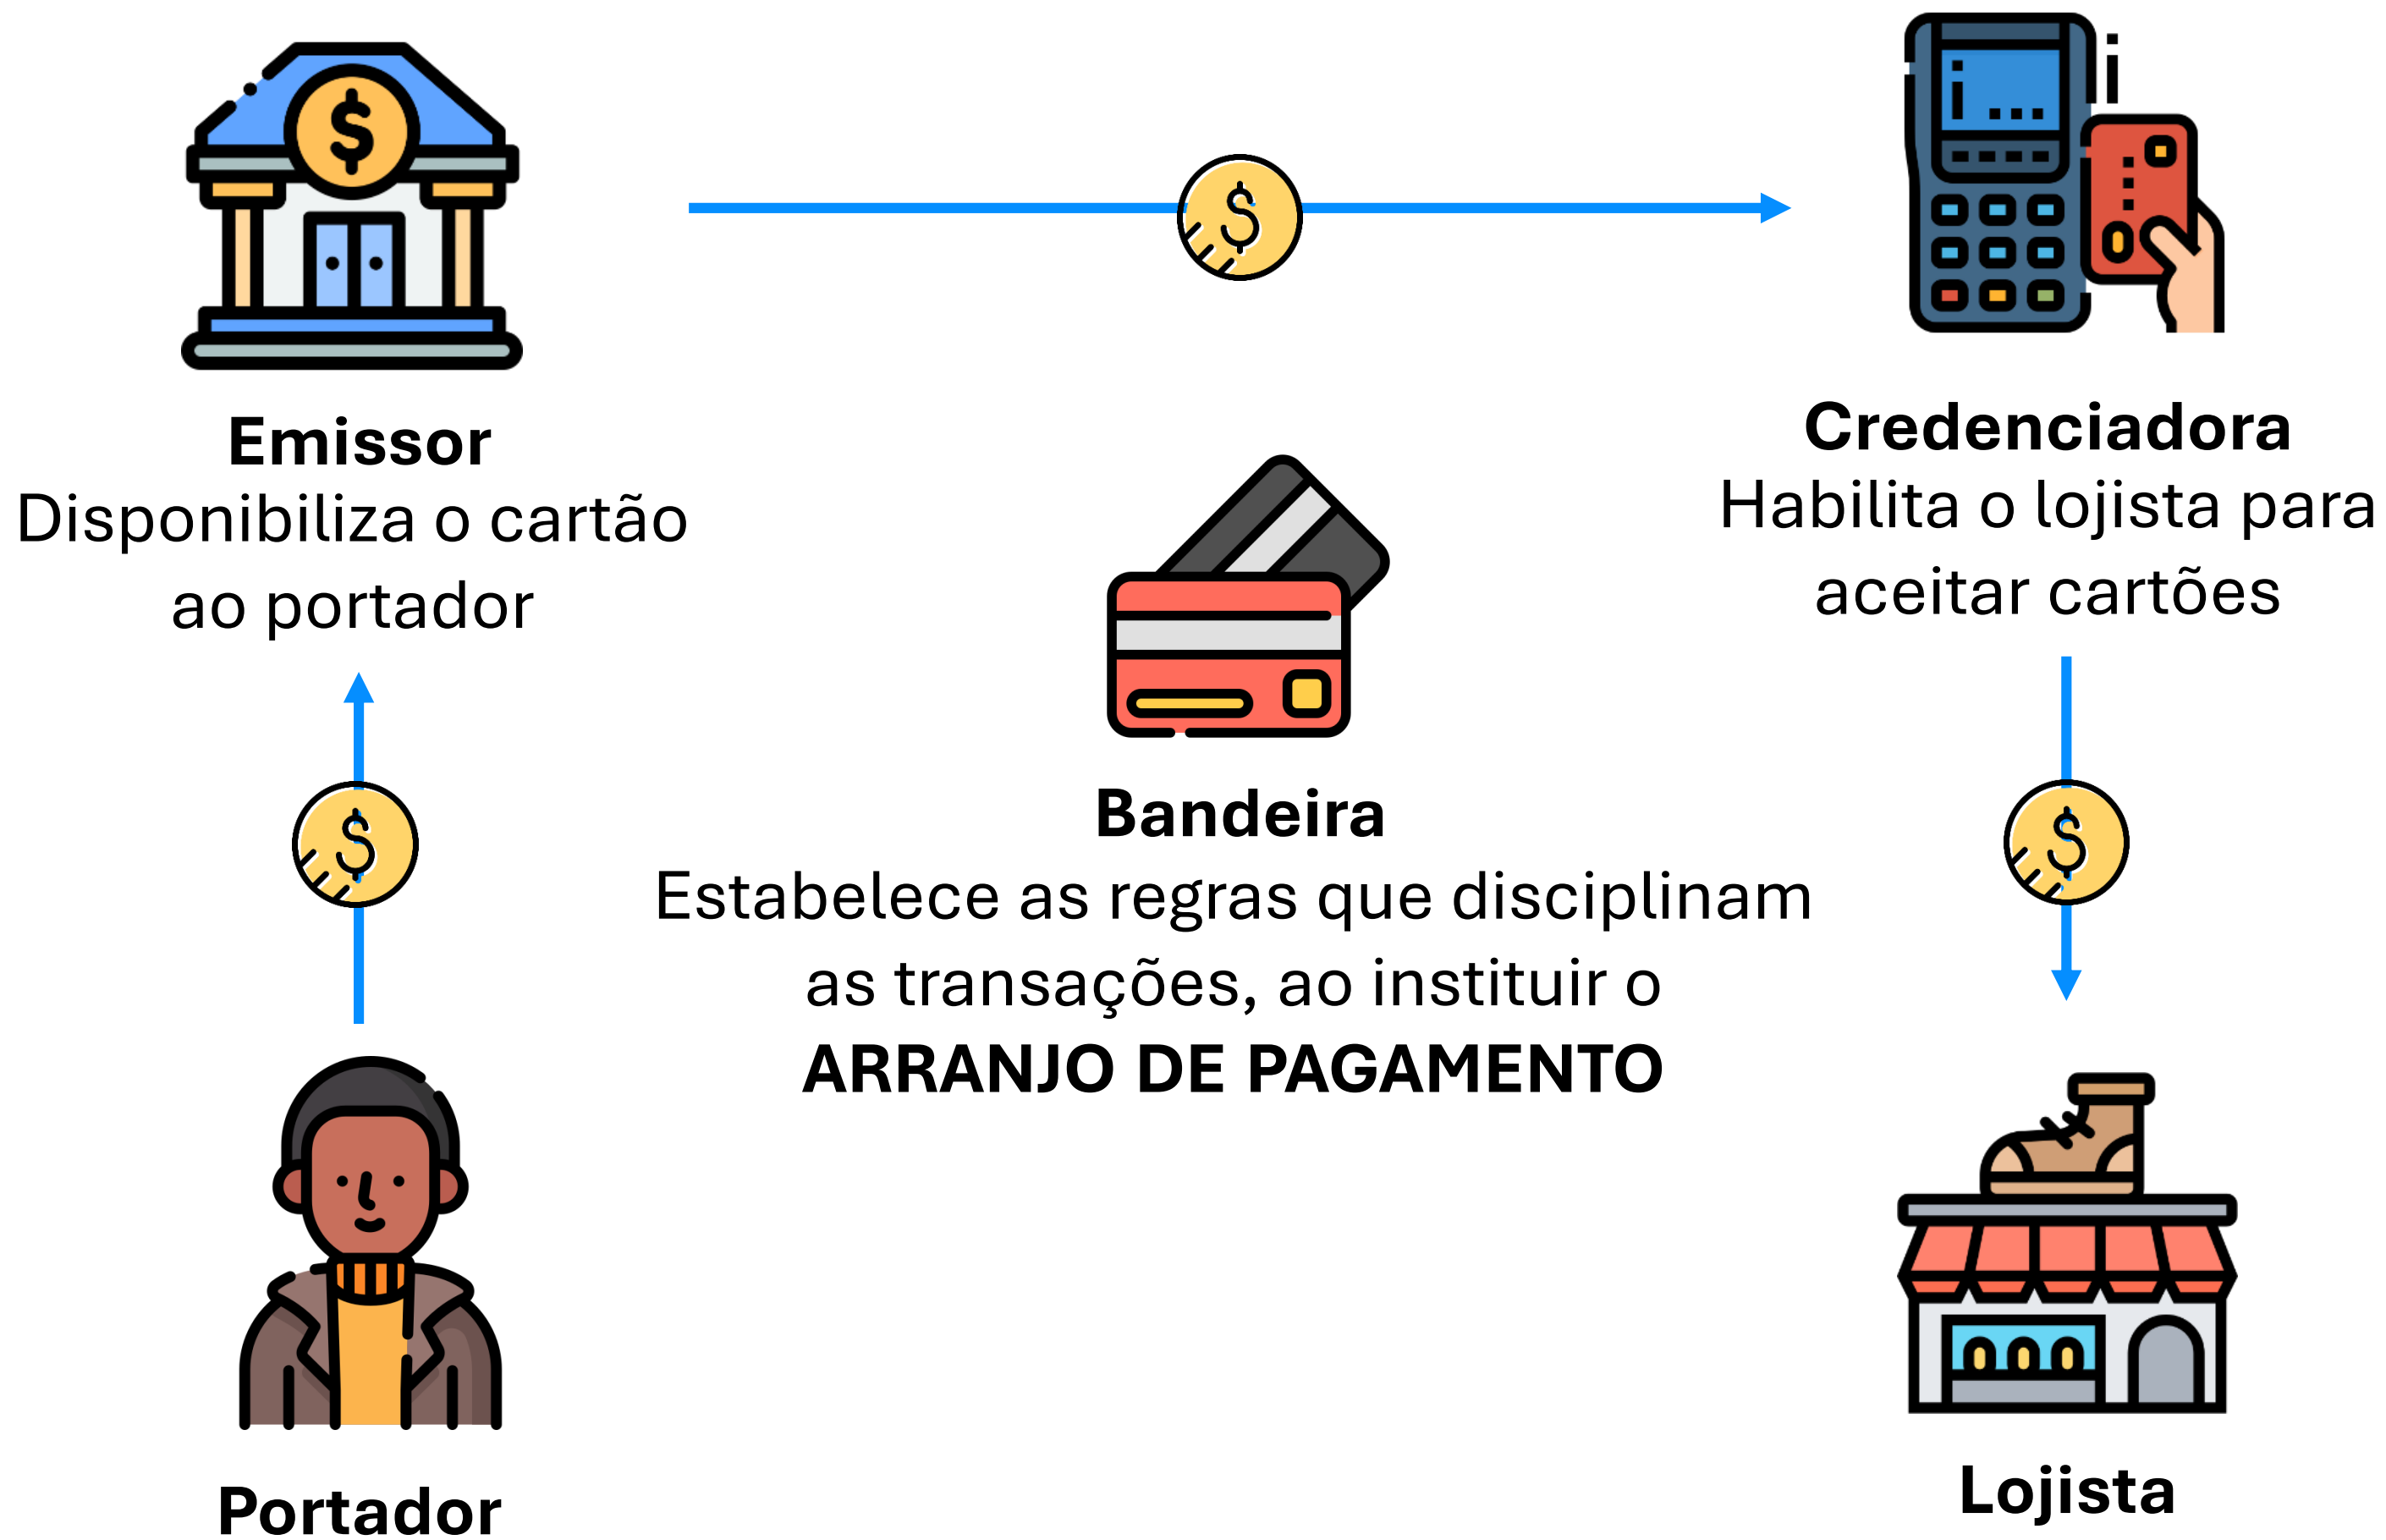 Emissor
Disponibiliza o cartão
ao portador
Credenciadora
Habilita o lojista para
aceitar cartões
Bandeira
Estabelece as regras que disciplinam
as transações, ao instituir o
ARRANJO DE PAGAMENTO
Portador
Lojista